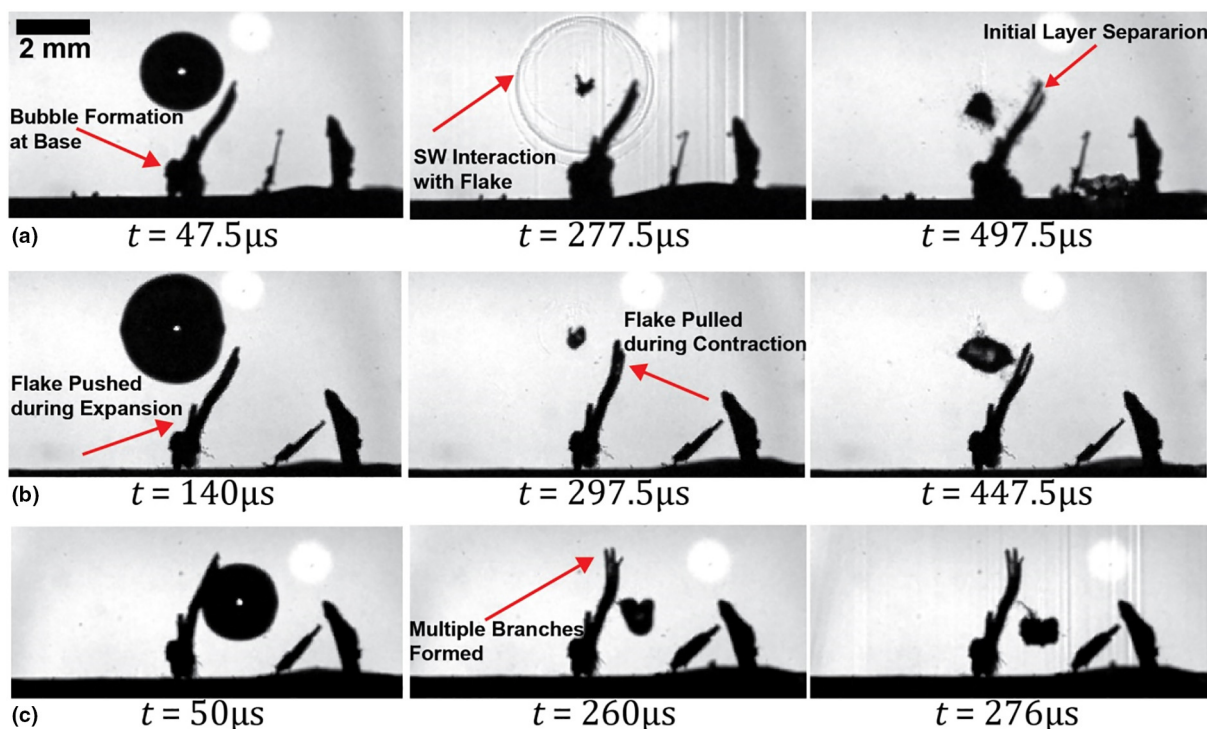 2 mm
Bubble Formation
at Base
SW Interaction
with Flake
Initial Layer Separarion
(a)
t = 47.5μs
t = 277.5μs
t = 497.5μs
Flake Pushed
during Expansion
Flake Pulled
during Contraction
(b)
t = 140μs
t = 297.5μs
t = 447.5μs
Multiple Branches
Formed
(c)
t = 50μs
t = 260μs
t = 276μs